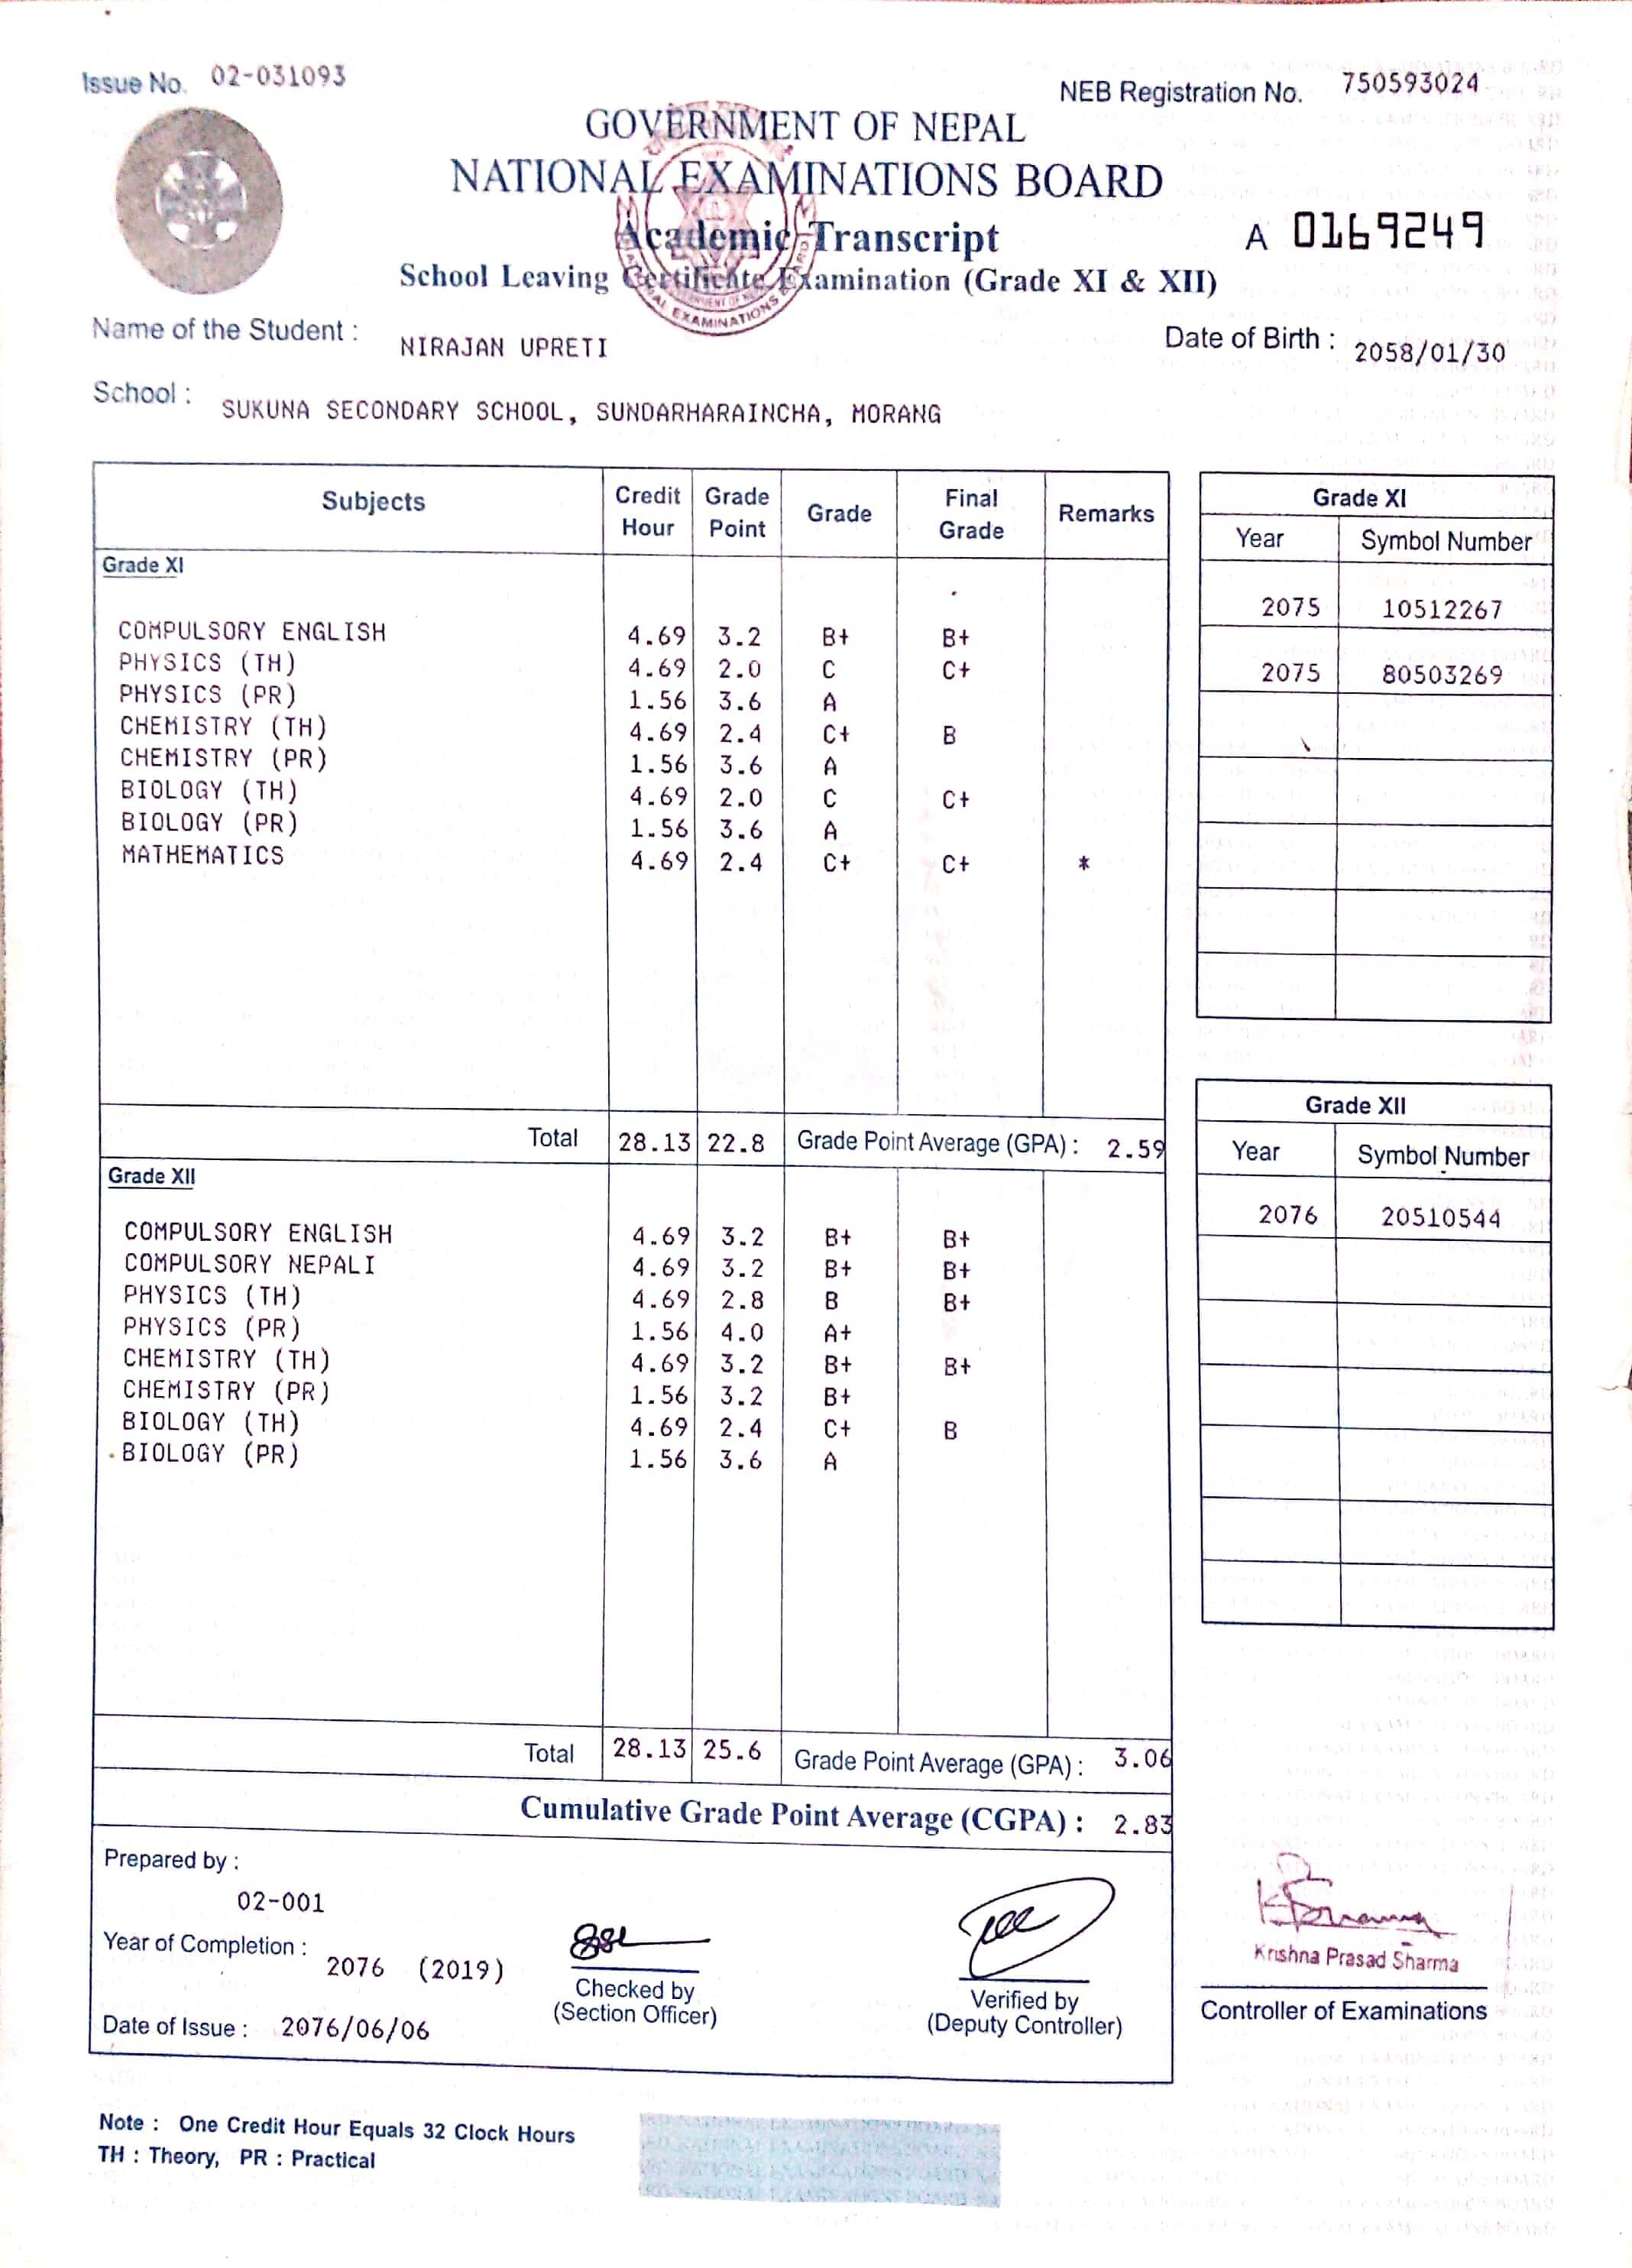 Issue No. 02-031093
NEB Registration No. 750593024
GOVERNMENT OF NEPAL
NATIONAL EXAMINATIONS BOARD
Academic Transcript
A 0169249
School Leaving Certificate Examination (Grade XI & XII)
Name of the Student : NIRAJAN UPRETI
Date of Birth : 2058/01/30
School : SUKUNA SECONDARY SCHOOL, SUNDARHARAINCHA, MORANG
Subjects Credit Hour Grade Point Grade Final Grade Remarks
Grade XI
COMPULSORY ENGLISH 4.69 3.2 B+ B+
PHYSICS (TH) 4.69 2.0 C C+
PHYSICS (PR) 1.56 3.6 A
CHEMISTRY (TH) 4.69 2.4 C+ B
CHEMISTRY (PR) 1.56 3.6 A
BIOLOGY (TH) 4.69 2.0 C C+
BIOLOGY (PR) 1.56 3.6 A
MATHEMATICS 4.69 2.4 C+ C+ *
Total 28.13 22.8 Grade Point Average (GPA) : 2.59
Grade XII
COMPULSORY ENGLISH 4.69 3.2 B+ B+
COMPULSORY NEPALI 4.69 3.2 B+ B+
PHYSICS (TH) 4.69 2.8 B B+
PHYSICS (PR) 1.56 4.0 A+
CHEMISTRY (TH) 4.69 3.2 B+ B+
CHEMISTRY (PR) 1.56 3.2 B+
BIOLOGY (TH) 4.69 2.4 C+ B
BIOLOGY (PR) 1.56 3.6 A
Total 28.13 25.6 Grade Point Average (GPA) : 3.06
Cumulative Grade Point Average (CGPA) : 2.83
Grade XI
Year Symbol Number
2075 10512267
2075 80503269
Grade XII
Year Symbol Number
2076 20510544
Prepared by :
02-001
Year of Completion : 2076 (2019)
Date of Issue : 2076/06/06
Checked by
(Section Officer)
Verified by
(Deputy Controller)
Krishna Prasad Sharma
Controller of Examinations
Note : One Credit Hour Equals 32 Clock Hours
TH : Theory, PR : Practical